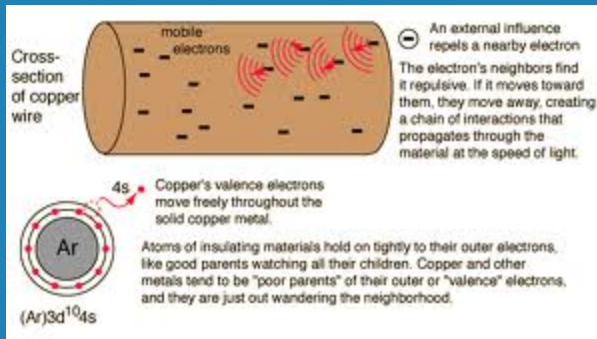 mobile
electrons
Cross-
section
of copper
wire
An external influence
repels a nearby electron
The electron's neighbors find
it repulsive. If it moves toward
them, they move away, creating
a chain of interactions that
propagates through the
material at the speed of light.
4s
Copper's valence electrons
move freely throughout the
solid copper metal.
Ar
Atoms of insulating materials hold on tightly to their outer electrons,
like good parents watching all their children. Copper and other
metals tend to be "poor parents" of their outer or "valence" electrons,
and they are just out wandering the neighborhood.
(Ar)3d¹⁰4s